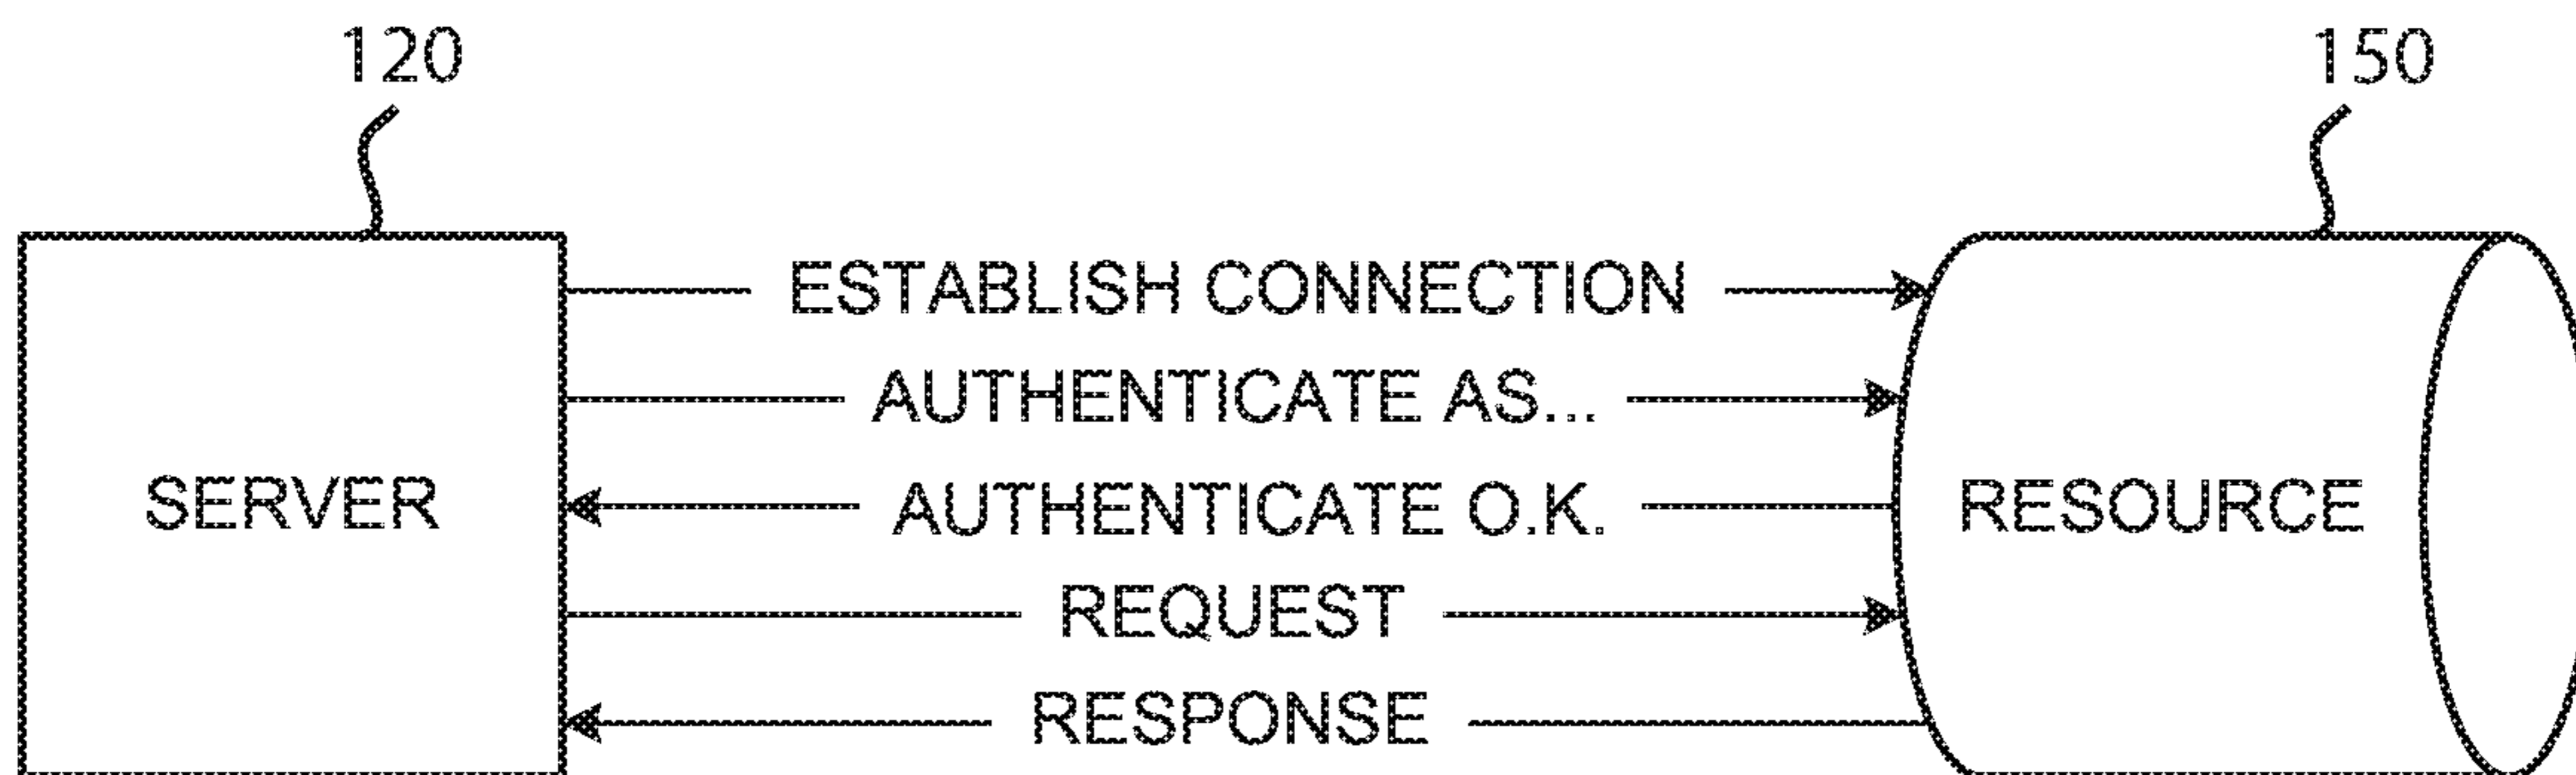 120
150
ESTABLISH CONNECTION
AUTHENTICATE AS...
SERVER
AUTHENTICATE O.K.
RESOURCE
REQUEST
RESPONSE